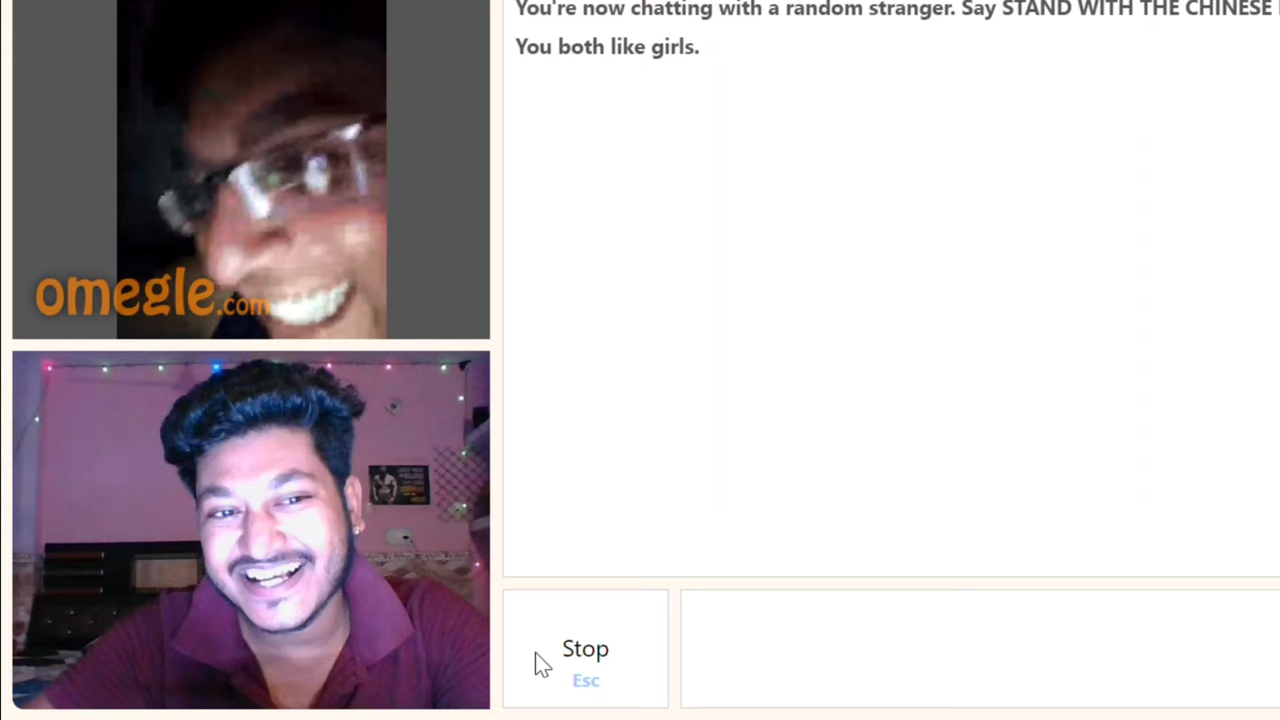 You're now chatting with a random stranger. Say STAND WITH THE CHINESE
You both like girls.
omegle.com
Stop
Esc